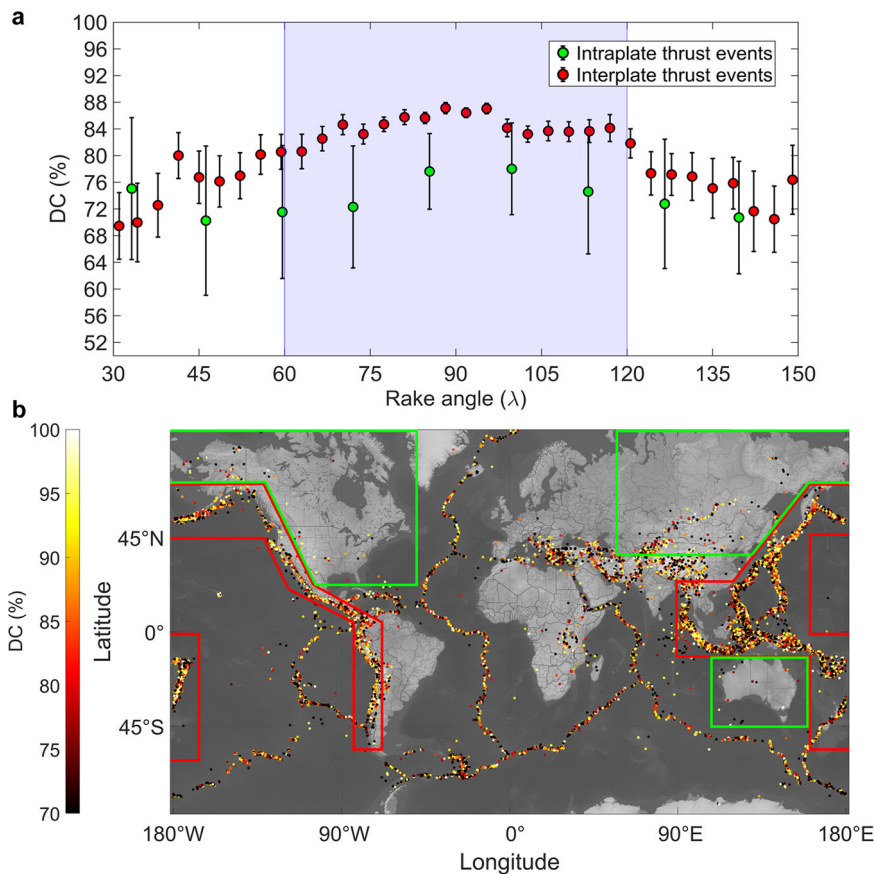 a
100
96
92
88
84
80
76
72
68
64
60
56
52
DC (%)
Intraplate thrust events
Interplate thrust events
30 45 60 75 90 105 120 135 150
Rake angle (λ)
b
100
95
90
85
80
75
70
DC (%)
45°N
0°
45°S
Latitude
180°W 90°W 0° 90°E 180°E
Longitude